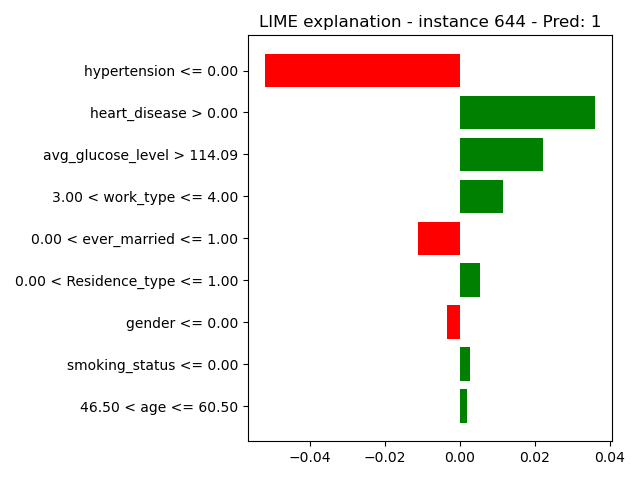 LIME explanation - instance 644 - Pred: 1
hypertension <= 0.00
heart_disease > 0.00
avg_glucose_level > 114.09
3.00 < work_type <= 4.00
0.00 < ever_married <= 1.00
0.00 < Residence_type <= 1.00
gender <= 0.00
smoking_status <= 0.00
46.50 < age <= 60.50
−0.04 −0.02 0.00 0.02 0.04